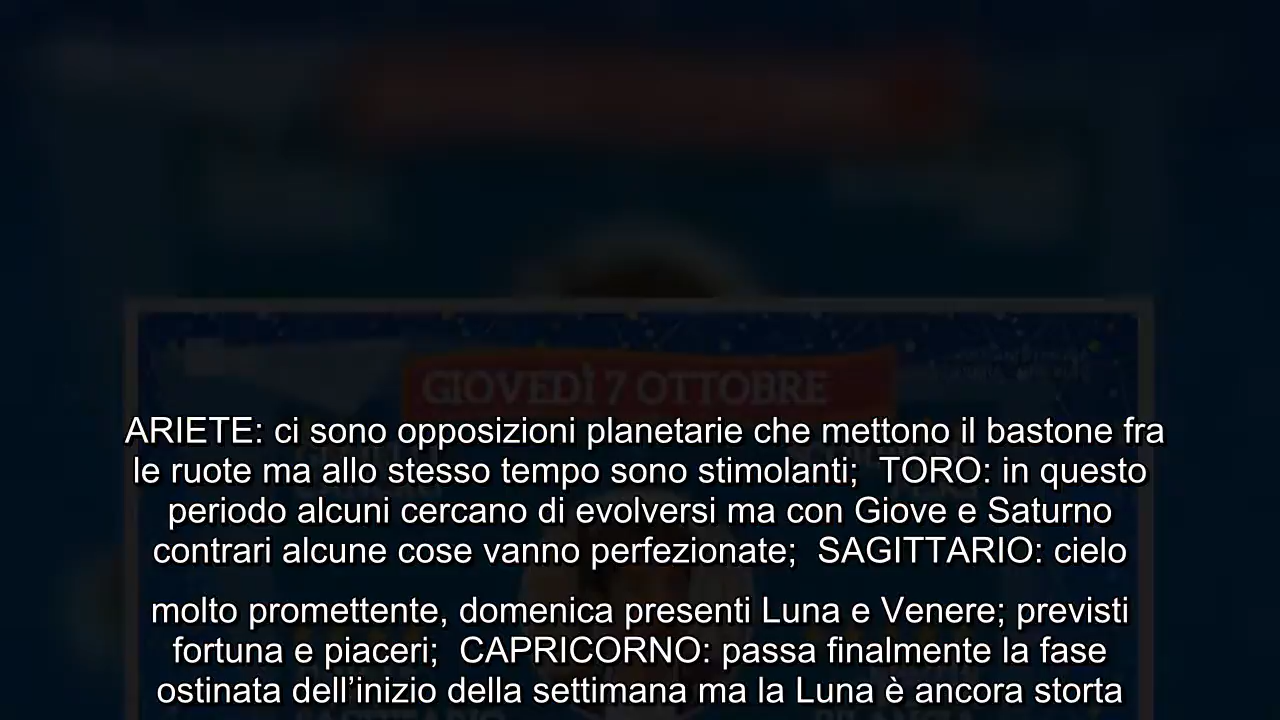 GIOVEDÌ 7 OTTOBRE
ARIETE: ci sono opposizioni planetarie che mettono il bastone fra
le ruote ma allo stesso tempo sono stimolanti;  TORO: in questo
periodo alcuni cercano di evolversi ma con Giove e Saturno
contrari alcune cose vanno perfezionate;  SAGITTARIO: cielo
molto promettente, domenica presenti Luna e Venere; previsti
fortuna e piaceri;  CAPRICORNO: passa finalmente la fase
ostinata dell’inizio della settimana ma la Luna è ancora storta